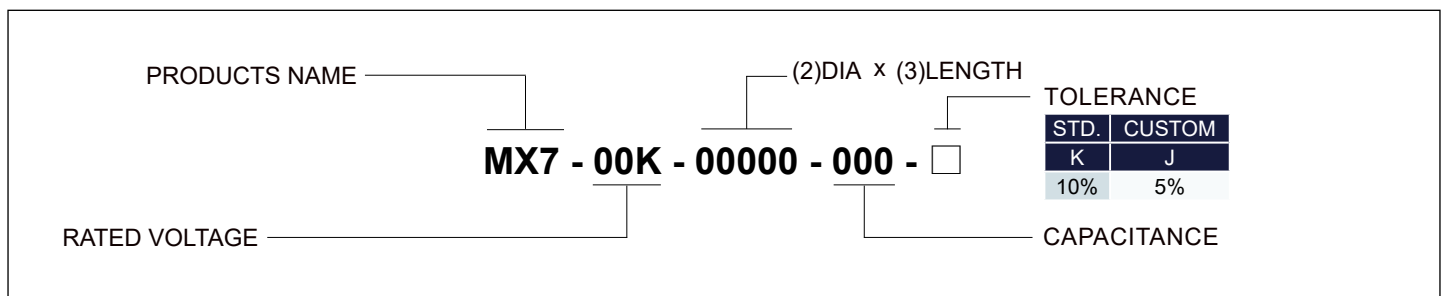 PRODUCTS NAME
(2)DIA x (3)LENGTH
TOLERANCE
STD. CUSTOM
K J
10% 5%
MX7 - 00K - 00000 - 000 - □
RATED VOLTAGE
CAPACITANCE